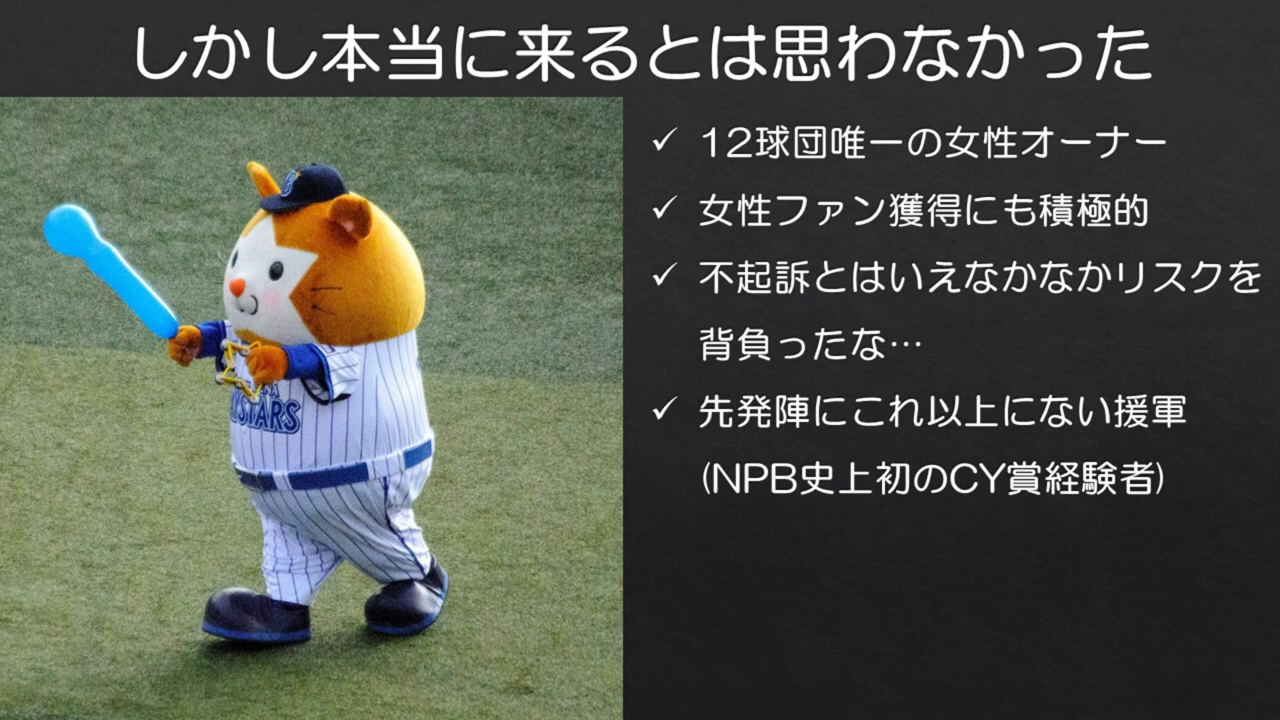 しかし本当に来るとは思わなかった
✓ 12球団唯一の女性オーナー
✓ 女性ファン獲得にも積極的
✓ 不起訴とはいえなかなかリスクを
背負ったな…
✓ 先発陣にこれ以上にない援軍
(NPB史上初のCY賞経験者)